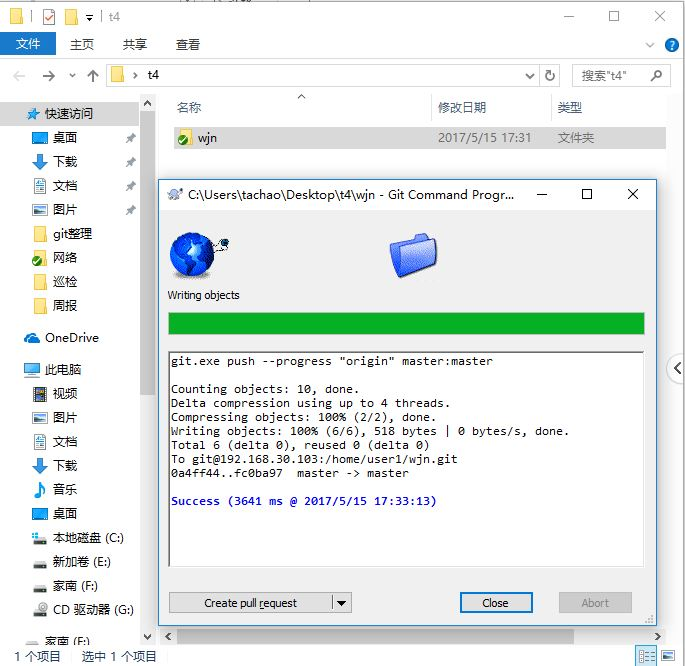 t4
文件 主页 共享 查看
t4 搜索"t4"
名称 修改日期 类型
快速访问
wjn 2017/5/15 17:31 文件夹
桌面
下载
文档
图片
git整理
网络
巡检
周报
OneDrive
此电脑
视频
图片
文档
下载
音乐
桌面
本地磁盘 (C:)
新加卷 (E:)
家南 (F:)
CD 驱动器 (G:)
家南 (F:)
1 个项目 选中 1 个项目
C:\Users\tachao\Desktop\t4\wjn - Git Command Progr...
Writing objects
git.exe push --progress "origin" master:master
Counting objects: 10, done.
Delta compression using up to 4 threads.
Compressing objects: 100% (2/2), done.
Writing objects: 100% (6/6), 518 bytes | 0 bytes/s, done.
Total 6 (delta 0), reused 0 (delta 0)
To git@192.168.30.103:/home/user1/wjn.git
0a4ff44..fc0ba97  master -> master
Success (3641 ms @ 2017/5/15 17:33:13)
Create pull request Close Abort